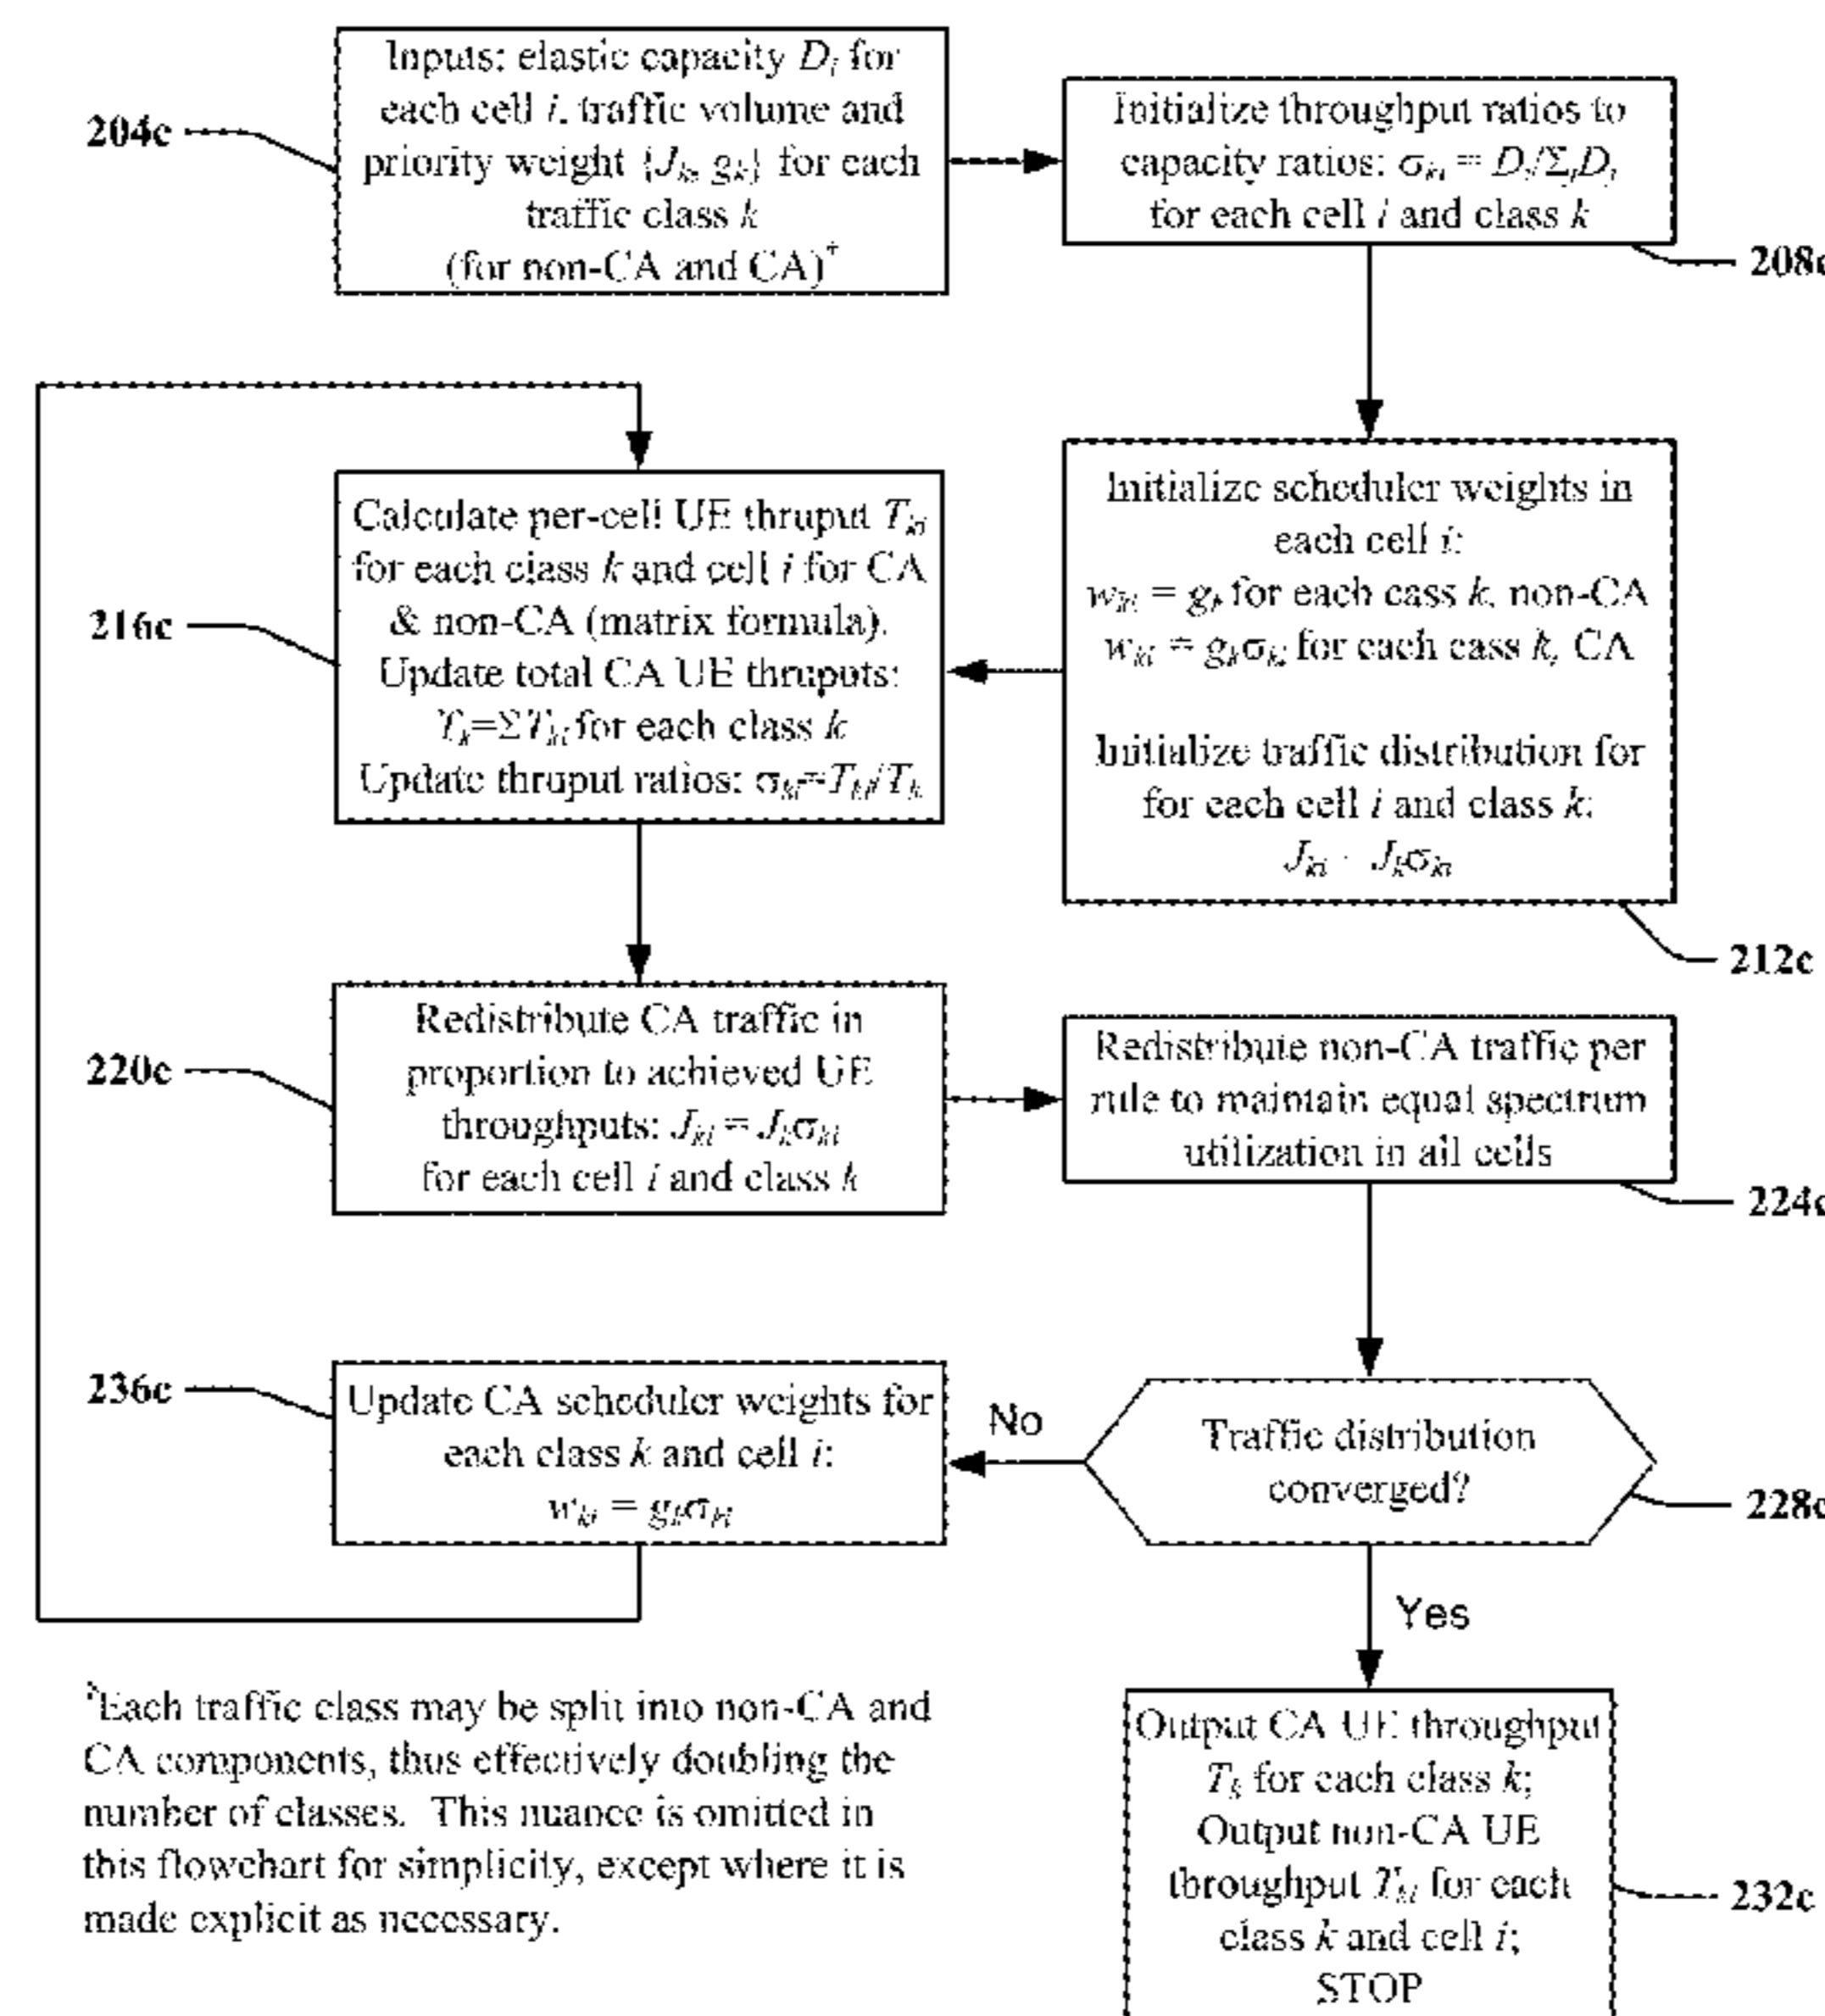 204c
Inputs: elastic capacity Di for
each cell i, traffic volume and
priority weight {Jk, gk} for each
traffic class k
(for non-CA and CA)*
Initialize throughput ratios to
capacity ratios: σki = Di/ΣjDj
for each cell i and class k
208c
Initialize scheduler weights in
each cell i:
wki = gk for each cass k, non-CA
wki = gkσki for each cass k, CA
Initialize traffic distribution for
for each cell i and class k:
Jki = Jkσki
212c
216c
Calculate per-cell UE thruput Tki
for each class k and cell i for CA
& non-CA (matrix formula).
Update total CA UE thruputs:
Tk=ΣTki for each class k
Update thruput ratios: σki=Tki/Tk
220c
Redistribute CA traffic in
proportion to achieved UE
throughputs: Jki = Jkσki
for each cell i and class k
Redistribute non-CA traffic per
rule to maintain equal spectrum
utilization in all cells
224c
Traffic distribution
converged?
228c
No
Yes
236c
Update CA scheduler weights for
each class k and cell i:
wki = gkσki
Output CA UE throughput
Tk for each class k;
Output non-CA UE
throughput Tki for each
class k and cell i;
STOP
232c
*Each traffic class may be split into non-CA and
CA components, thus effectively doubling the
number of classes. This nuance is omitted in
this flowchart for simplicity, except where it is
made explicit as necessary.